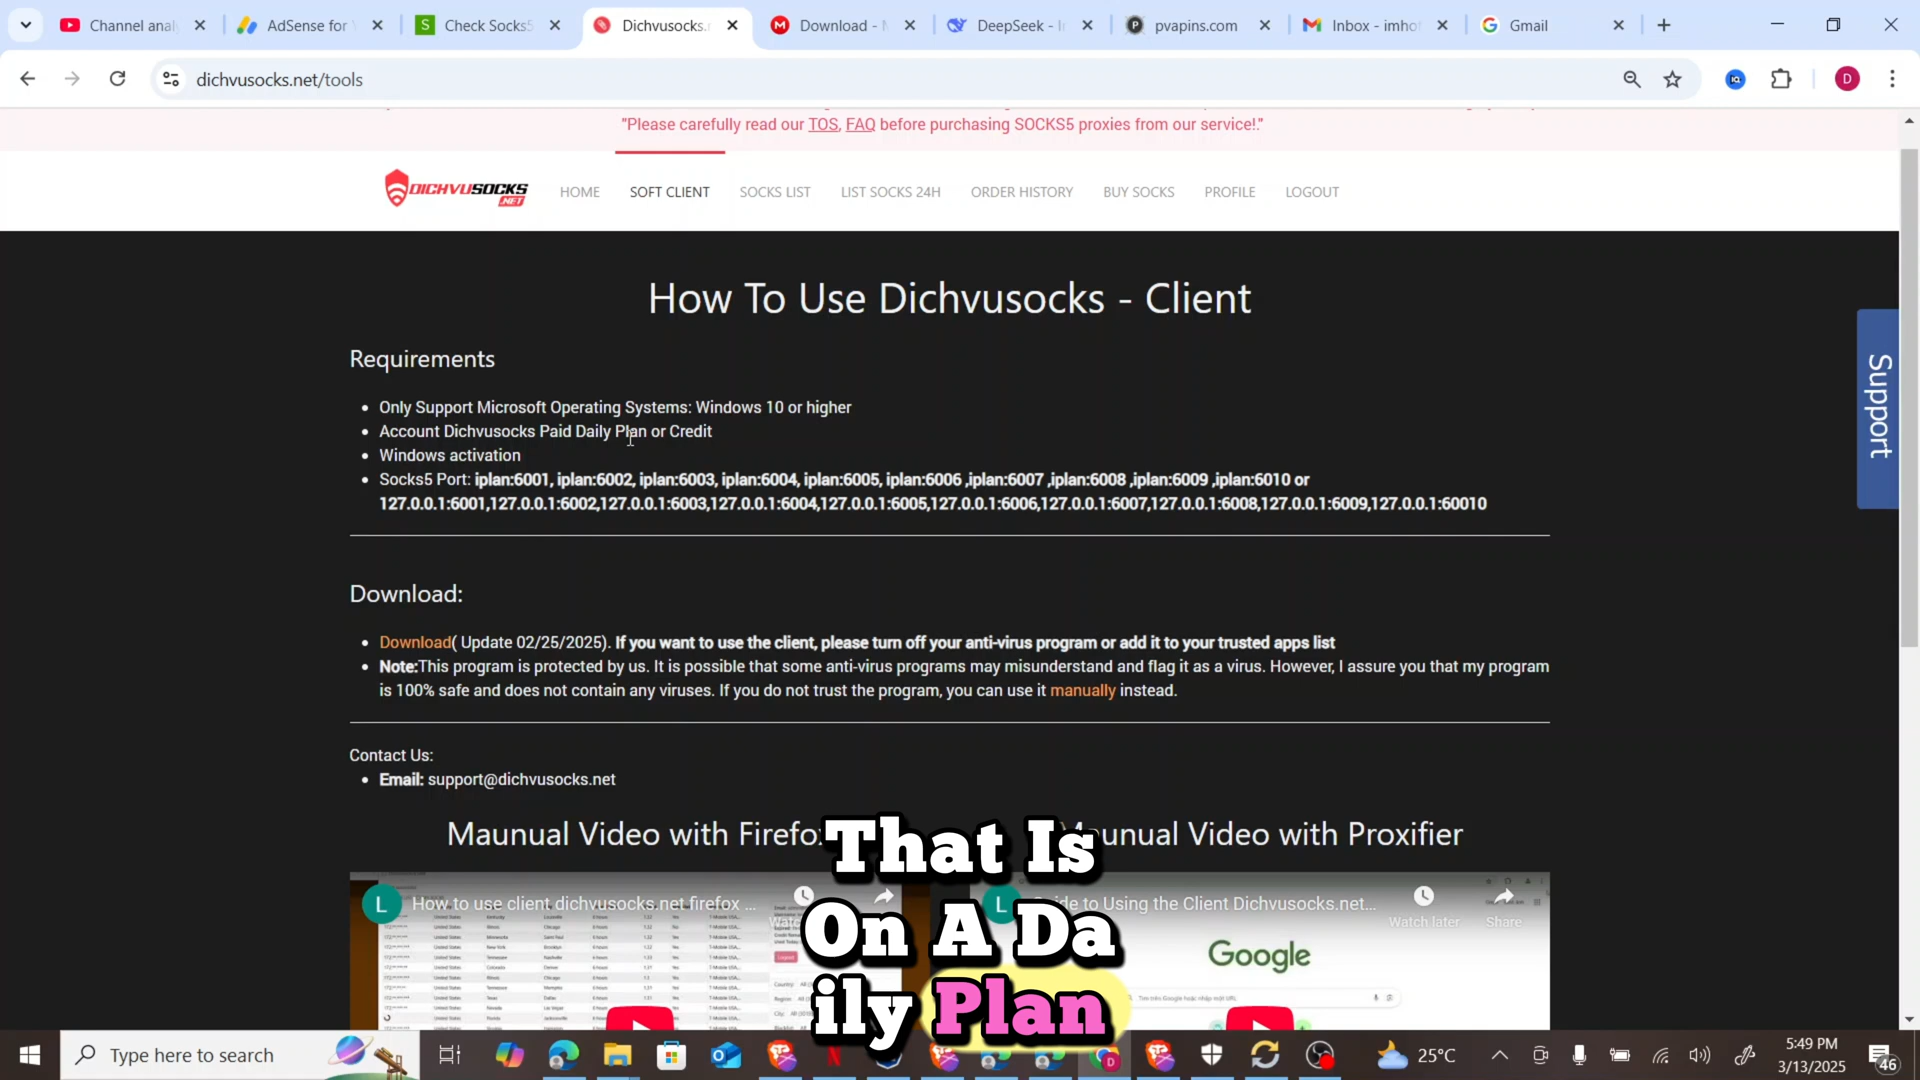 Channel anal
AdSense for Y
S Check Socks5
Dichvusocks.n
Download - M
DeepSeek - In
P pvapins.com
Inbox - imhot
Gmail
dichvusocks.net/tools
D
"Please carefully read our TOS, FAQ before purchasing SOCKS5 proxies from our service!."
DICHVUSOCKS
.NET
HOME
SOFT CLIENT
SOCKS LIST
LIST SOCKS 24H
ORDER HISTORY
BUY SOCKS
PROFILE
LOGOUT
How To Use Dichvusocks - Client
Requirements
Only Support Microsoft Operating Systems: Windows 10 or higher
Account Dichvusocks Paid Daily Plan or Credit
Windows activation
Socks5 Port: iplan:6001, iplan:6002, iplan:6003, iplan:6004, iplan:6005, iplan:6006 ,iplan:6007 ,iplan:6008 ,iplan:6009 ,iplan:6010 or
127.0.0.1:6001,127.0.0.1:6002,127.0.0.1:6003,127.0.0.1:6004,127.0.0.1:6005,127.0.0.1:6006,127.0.0.1:6007,127.0.0.1:6008,127.0.0.1:6009,127.0.0.1:60010
Support
Download:
Download( Update 02/25/2025). If you want to use the client, please turn off your anti-virus program or add it to your trusted apps list
Note:This program is protected by us. It is possible that some anti-virus programs may misunderstand and flag it as a virus. However, I assure you that my program
is 100% safe and does not contain any viruses. If you do not trust the program, you can use it manually instead.
Contact Us:
Email: support@dichvusocks.net
Maunual Video with Firefox
Maunual Video with Proxifier
L How to use client dichvusocks.net firefox ...
Guide to Using the Client Dichvusocks.net...
Watch later
Share
Google
That Is
On A Da
ily Plan
Type here to search
25°C
5:49 PM
3/13/2025
46